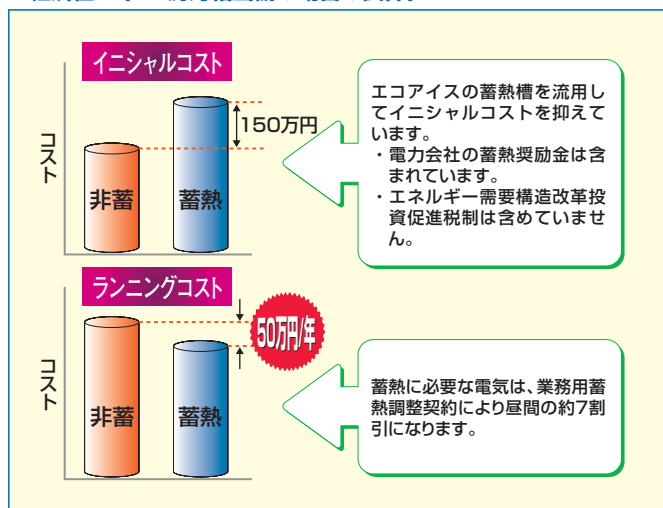 イニシャルコスト
コスト
非蓄
蓄熱
150万円
エコアイスの蓄熱槽を流用し
てイニシャルコストを抑えて
います。
・電力会社の蓄熱奨励金は含
まれています。
・エネルギー需要構造改革投
資促進税制は含めていませ
ん。
ランニングコスト
コスト
非蓄
蓄熱
50万円/年
蓄熱に必要な電気は、業務用蓄
熱調整契約により昼間の約7割
引になります。